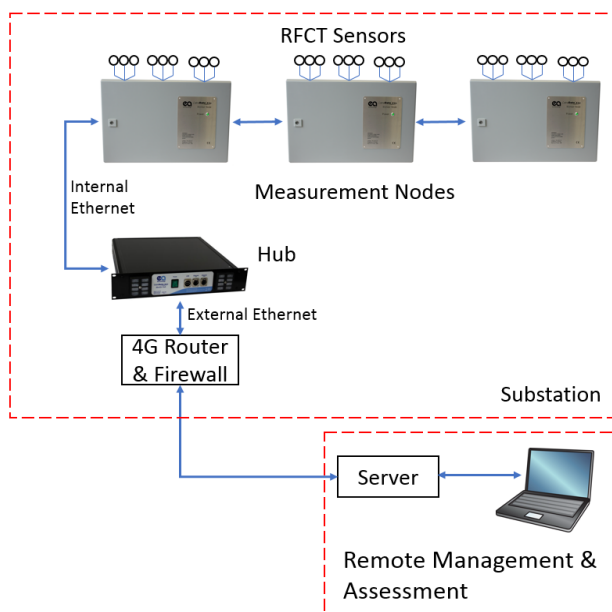 RFCT Sensors
Measurement Nodes
Internal
Ethernet
Hub
External Ethernet
4G Router
& Firewall
Substation
Server
Remote Management &
Assessment